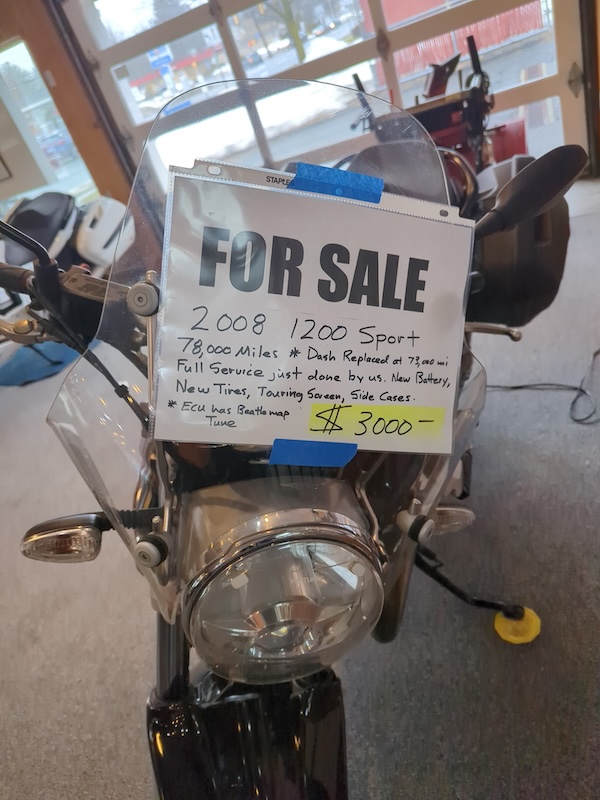 STAPLES
FOR SALE
2008 1200 Sport
78,000 Miles * Dash Replaced at 73,000 mi
Full Service just done by us. New Battery,
New Tires, Touring Screen, Side Cases.
* ECU has Beetlemap
Tune
$ 3000-